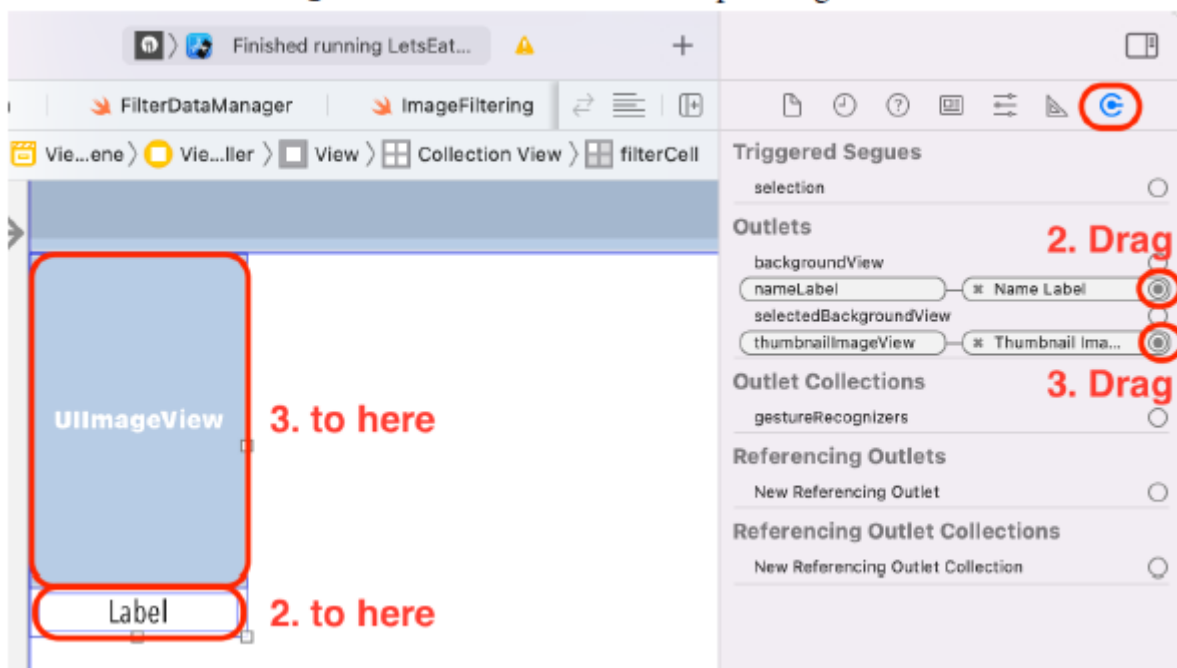 Finished running LetsEat...
FilterDataManager
ImageFiltering
Vie...ene
Vie...ller
View
Collection View
filterCell
UIImageView
3. to here
Label
2. to here
Triggered Segues
selection
Outlets
2. Drag
backgroundView
nameLabel
Name Label
selectedBackgroundView
thumbnailImageView
Thumbnail Ima...
Outlet Collections
3. Drag
gestureRecognizers
Referencing Outlets
New Referencing Outlet
Referencing Outlet Collections
New Referencing Outlet Collection